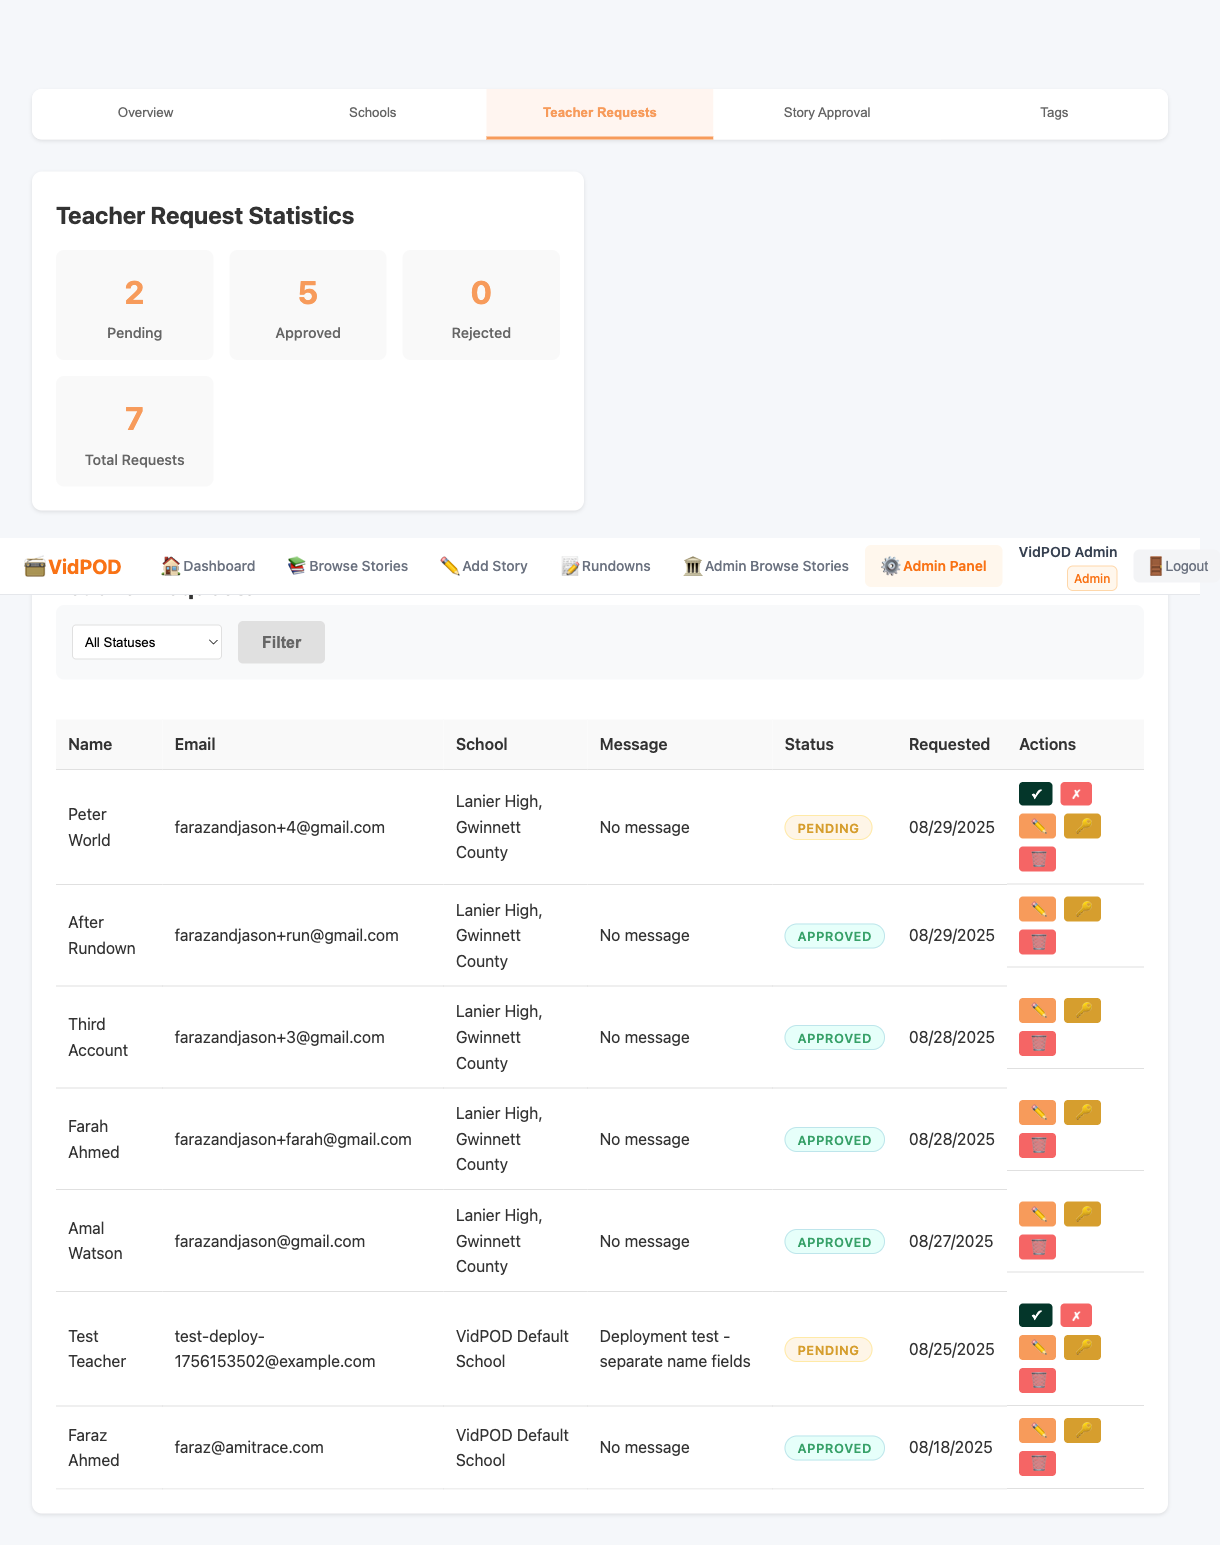 Overview Schools Teacher Requests Story Approval Tags
Teacher Request Statistics
2 5 0
Pending Approved Rejected
7
Total Requests
VidPOD Dashboard Browse Stories Add Story Rundowns Admin Browse Stories Admin Panel VidPOD Admin Logout
Admin
All Statuses Filter
Name Email School Message Status Requested Actions
Peter
World
farazandjason+4@gmail.com
Lanier High,
Gwinnett
County
No message
PENDING
08/29/2025
After
Rundown
farazandjason+run@gmail.com
Lanier High,
Gwinnett
County
No message
APPROVED
08/29/2025
Third
Account
farazandjason+3@gmail.com
Lanier High,
Gwinnett
County
No message
APPROVED
08/28/2025
Farah
Ahmed
farazandjason+farah@gmail.com
Lanier High,
Gwinnett
County
No message
APPROVED
08/28/2025
Amal
Watson
farazandjason@gmail.com
Lanier High,
Gwinnett
County
No message
APPROVED
08/27/2025
Test
Teacher
test-deploy-
1756153502@example.com
VidPOD Default
School
Deployment test -
separate name fields
PENDING
08/25/2025
Faraz
Ahmed
faraz@amitrace.com
VidPOD Default
School
No message
APPROVED
08/18/2025